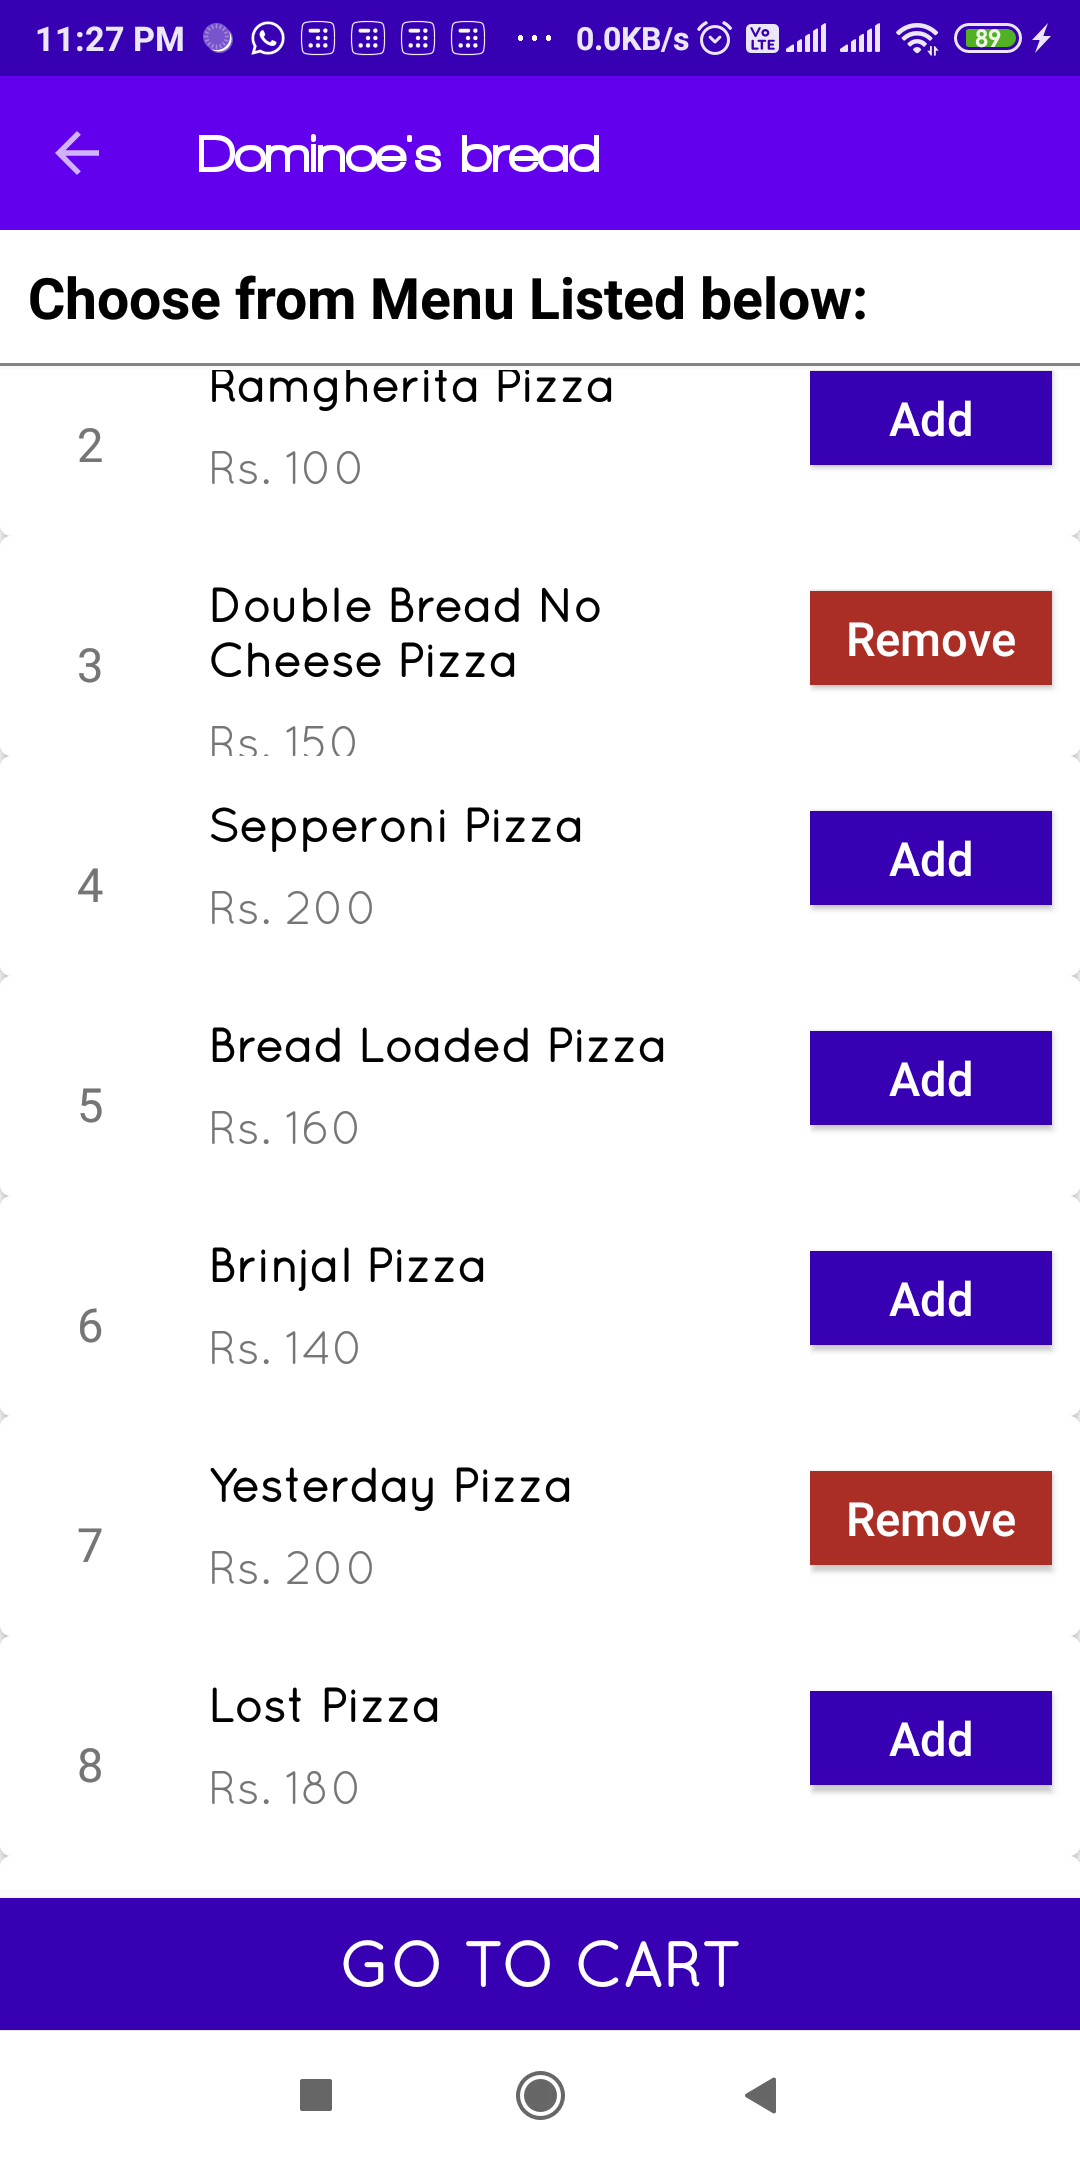 11:27 PM ... 0.0KB/s Vo LTE 89
Dominoe's bread
Choose from Menu Listed below:
Ramgherita Pizza
2
Add
Rs. 100
Double Bread No
Cheese Pizza
3
Remove
Rs. 150
Sepperoni Pizza
4
Add
Rs. 200
Bread Loaded Pizza
5
Add
Rs. 160
Brinjal Pizza
6
Add
Rs. 140
Yesterday Pizza
7
Remove
Rs. 200
Lost Pizza
8
Add
Rs. 180
GO TO CART